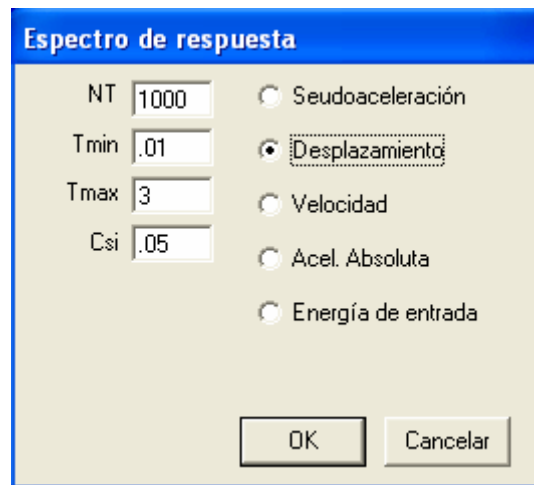 Espectro de respuesta
NT 1000
Tmin .01
Tmax 3
Csi .05
Seudoaceleración
Desplazamiento
Velocidad
Acel. Absoluta
Energía de entrada
OK Cancelar